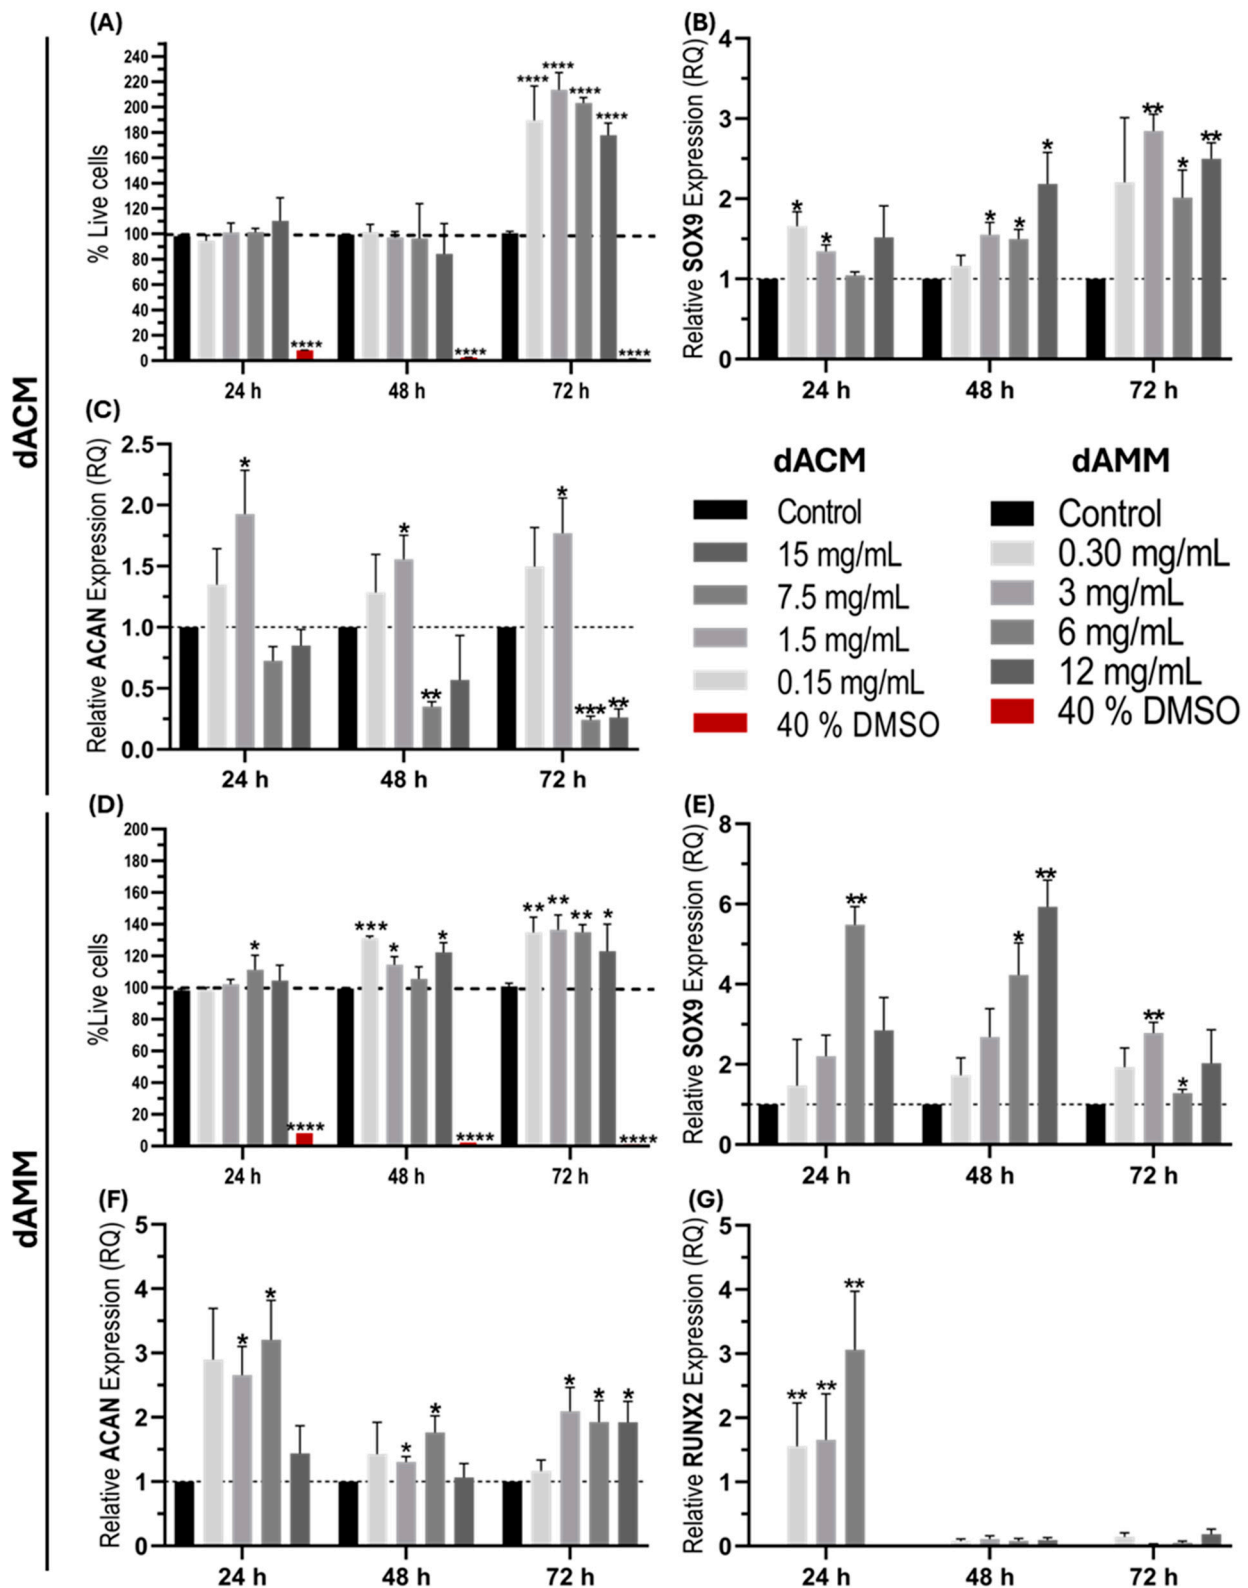 dACM
(A)
% Live cells
240
220
200
180
160
140
120
100
80
60
40
20
0
****
****
****
****
****
****
****
24 h
48 h
72 h
(B)
Relative SOX9 Expression (RQ)
4
3
2
1
0
*
*
*
*
*
**
*
**
24 h
48 h
72 h
(C)
Relative ACAN Expression (RQ)
2.5
2.0
1.5
1.0
0.5
0.0
*
*
**
*
***
**
24 h
48 h
72 h
dACM
Control
15 mg/mL
7.5 mg/mL
1.5 mg/mL
0.15 mg/mL
40 % DMSO
dAMM
Control
0.30 mg/mL
3 mg/mL
6 mg/mL
12 mg/mL
40 % DMSO
dAMM
(D)
%Live cells
200
180
160
140
120
100
80
60
40
20
0
*
****
***
*
*
****
**
**
**
*
****
24 h
48 h
72 h
(E)
Relative SOX9 Expression (RQ)
8
6
4
2
0
**
*
**
**
*
24 h
48 h
72 h
(F)
Relative ACAN Expression (RQ)
5
4
3
2
1
0
*
*
*
*
*
*
*
24 h
48 h
72 h
(G)
Relative RUNX2 Expression (RQ)
5
4
3
2
1
0
**
**
**
24 h
48 h
72 h